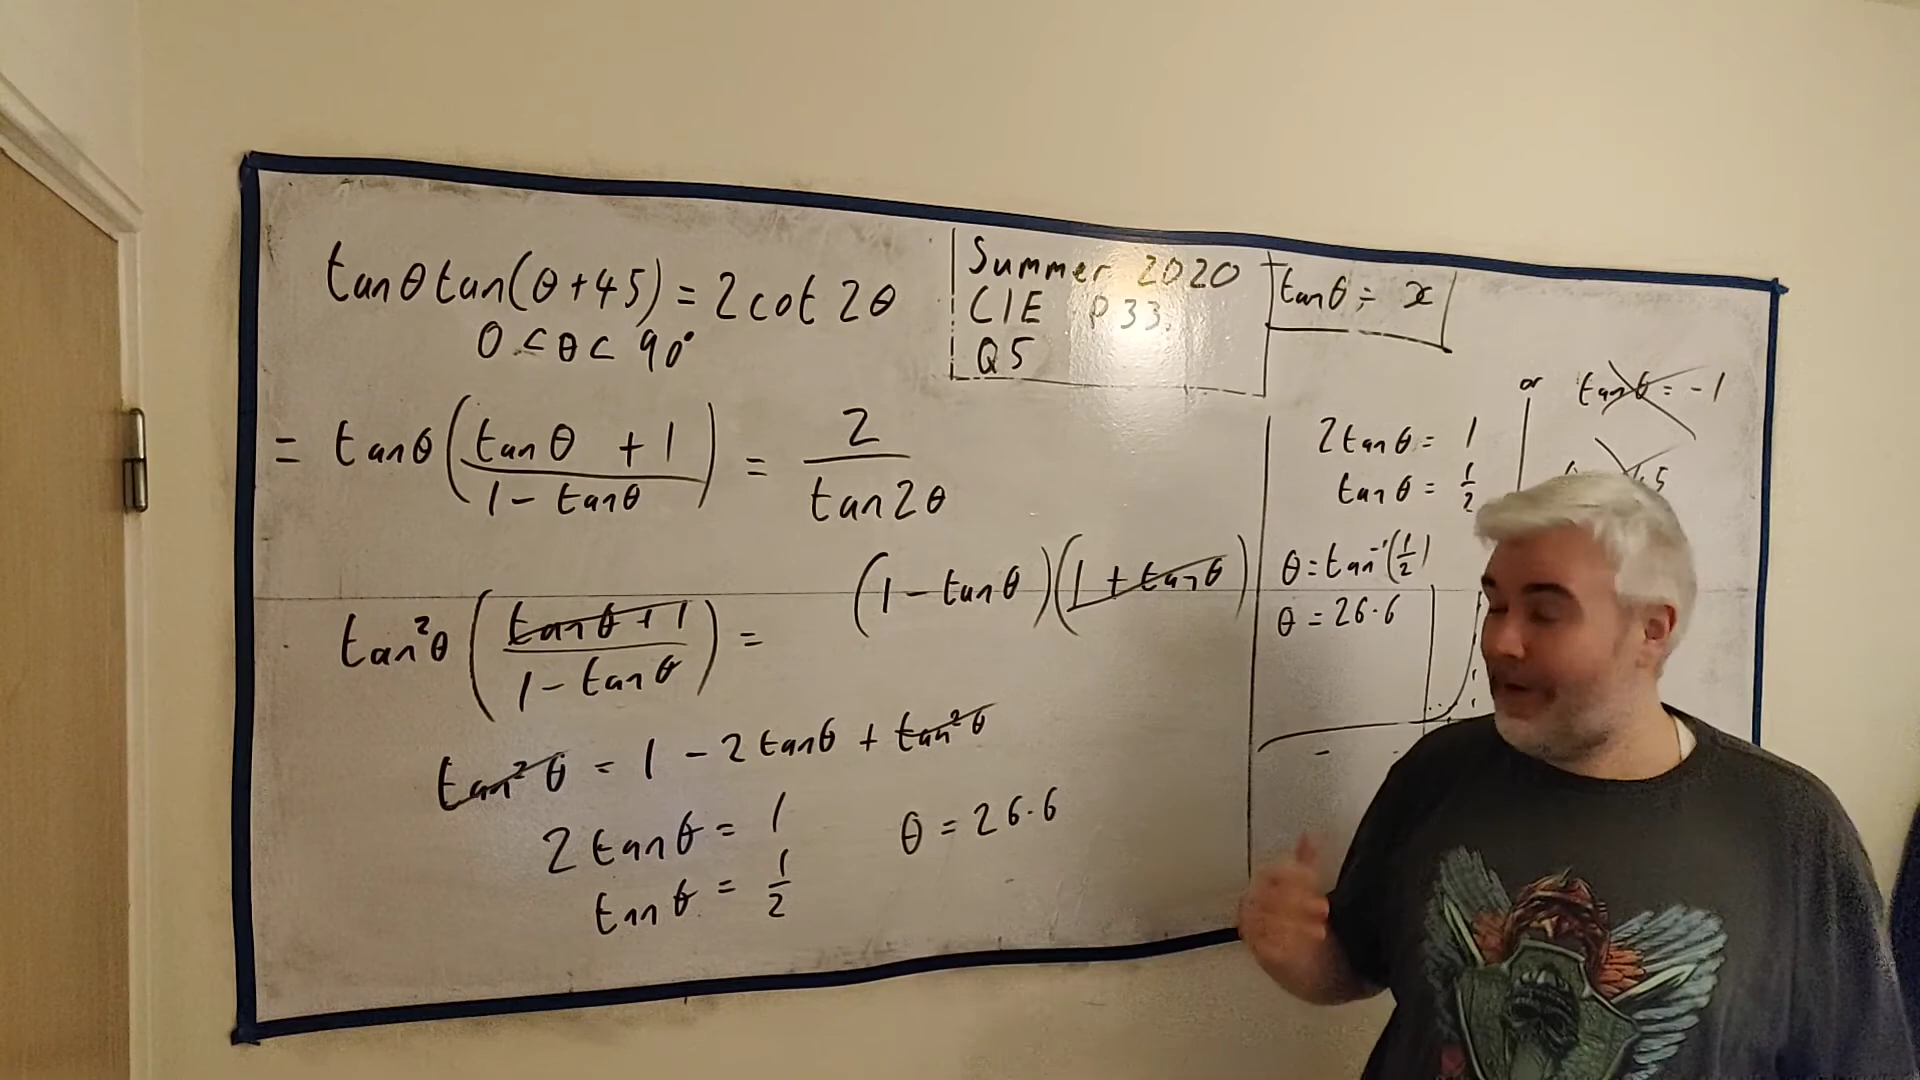 tanθtan(θ+45)=2cot 2θ
0<θ< 90°
Summer 2020
CIE P33.
Q5
tanθ = x
= tanθ(tanθ + 1 / 1 - tanθ) = 2 / tan2θ
tan²θ(tanθ+1 / 1 - tanθ) = (1 - tanθ)(1 + tanθ)
tan²θ = 1 - 2tanθ + tan²θ
2tanθ = 1
tanθ = 1/2
θ = 26.6
2tanθ = 1
tanθ = 1/2
or tanθ = -1
θ = tan⁻¹(1/2)
θ = 26.6